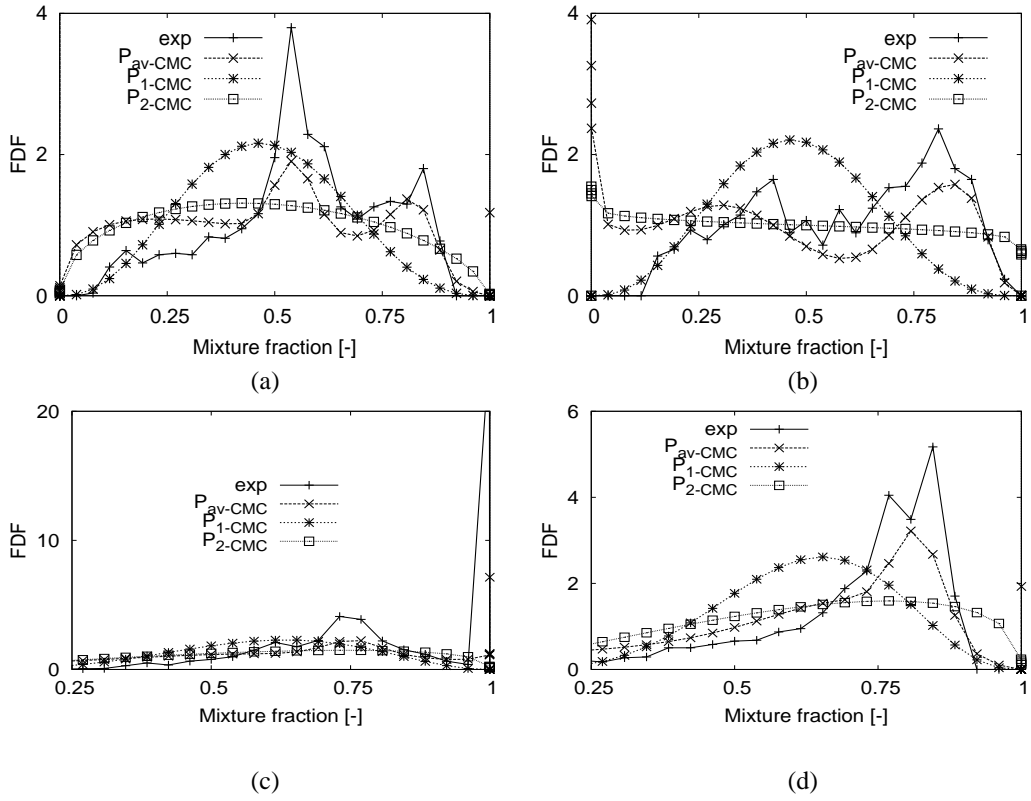 4
2
0
FDF
exp
P_av-CMC
P_1-CMC
P_2-CMC
0 0.25 0.5 0.75 1
Mixture fraction [-]
(a)
4
2
0
FDF
exp
P_av-CMC
P_1-CMC
P_2-CMC
0 0.25 0.5 0.75 1
Mixture fraction [-]
(b)
20
10
0
FDF
exp
P_av-CMC
P_1-CMC
P_2-CMC
0.25 0.5 0.75 1
Mixture fraction [-]
(c)
6
4
2
0
FDF
exp
P_av-CMC
P_1-CMC
P_2-CMC
0.25 0.5 0.75 1
Mixture fraction [-]
(d)